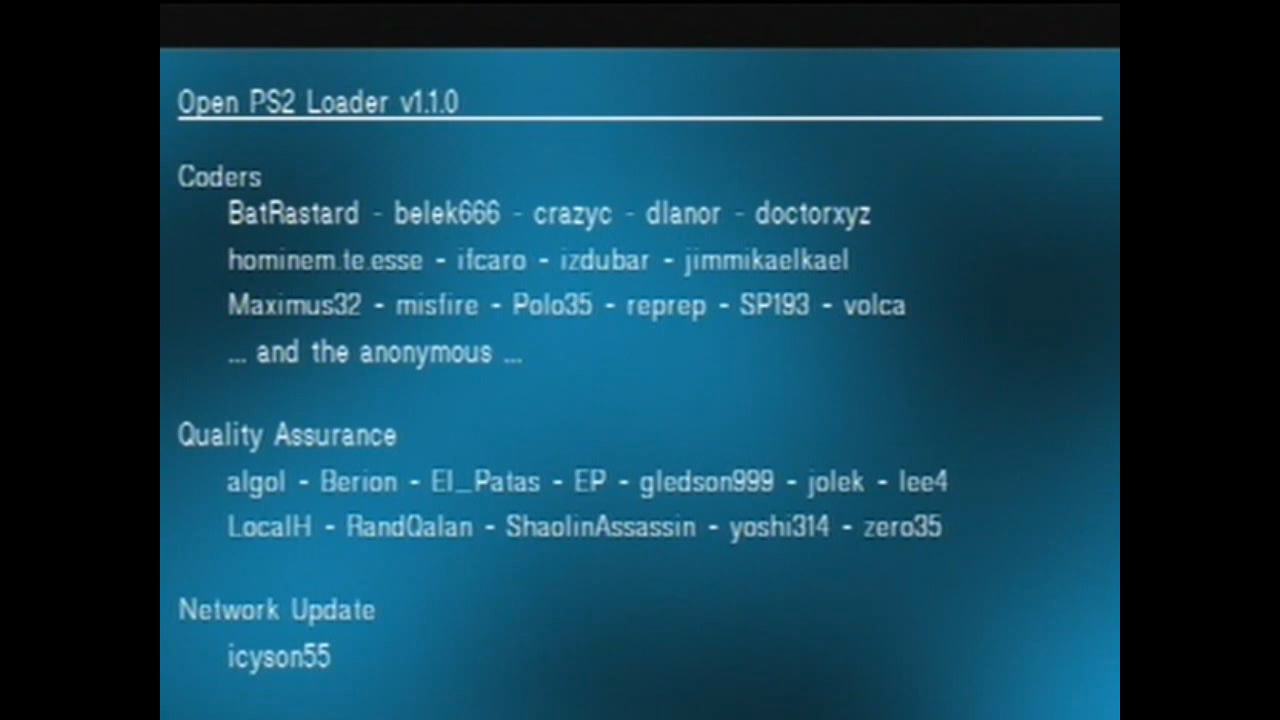 Open PS2 Loader v1.1.0
Coders
BatRastard - belek666 - crazyc - dlanor - doctorxyz
hominem.te.esse - ifcaro - izdubar - jimmikaelkael
Maximus32 - misfire - Polo35 - reprep - SP193 - volca
... and the anonymous ...
Quality Assurance
algol - Berion - El_Patas - EP - gledson999 - jolek - lee4
LocalH - RandQalan - ShaolinAssassin - yoshi314 - zero35
Network Update
icyson55